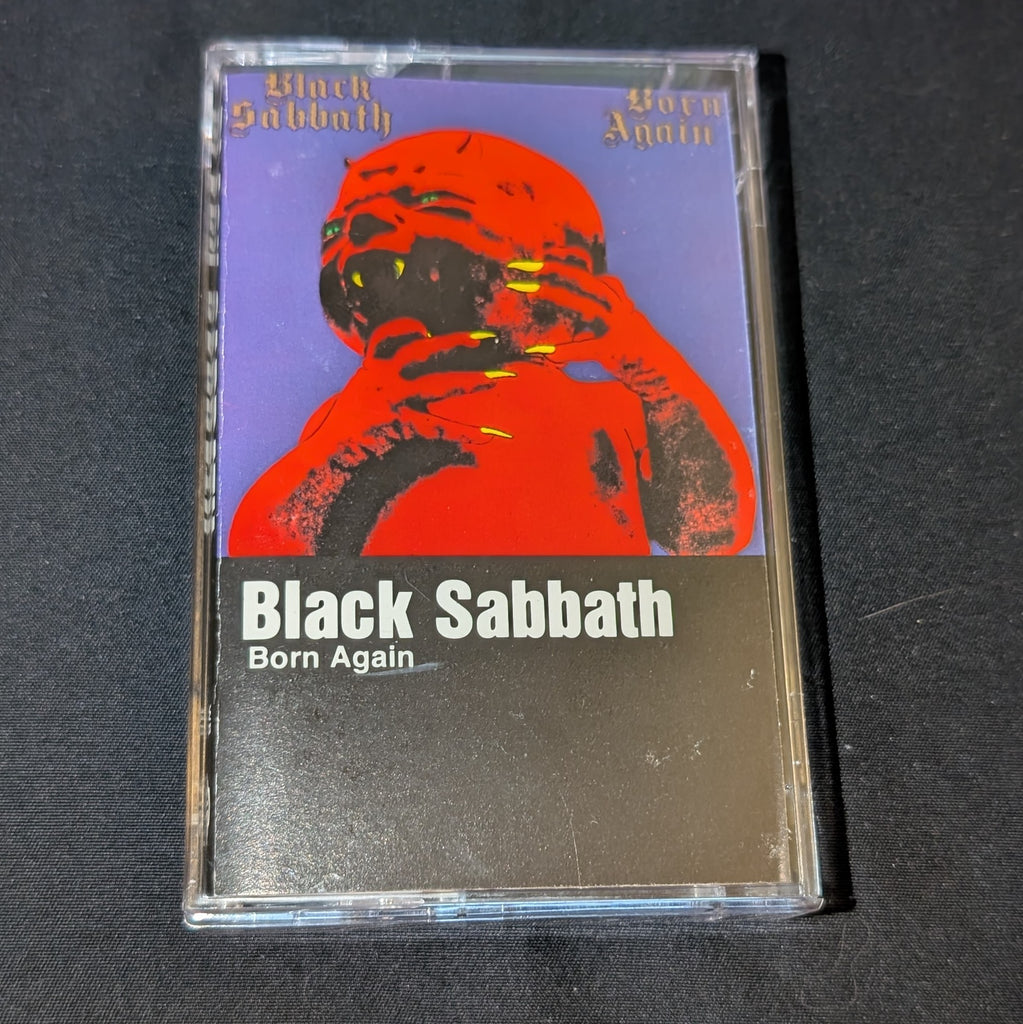 Black
Sabbath
Born
Again
Black Sabbath
Born Again